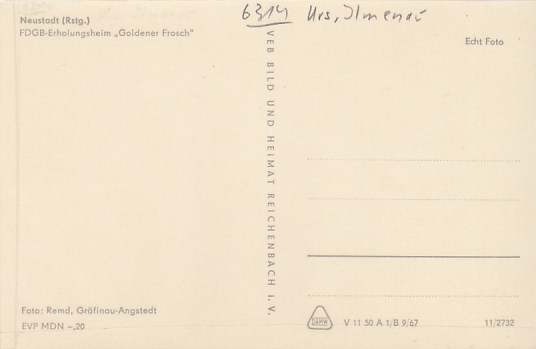 6314 Krs. Ilmenau
Neustadt (Rstg.)
FDGB-Erholungsheim „Goldener Frosch"
Echt Foto
VEB BILD UND HEIMAT REICHENBACH i. V.
Foto: Remd, Gräfinau-Angstedt
EVP MDN –,20
V 11 50 A 1/B 9/67
11/2732